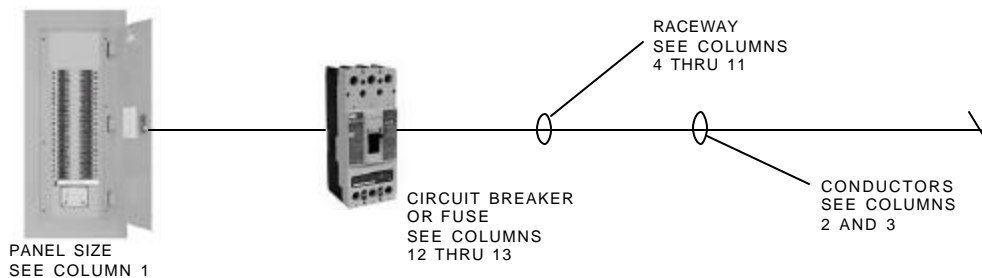 RACEWAY
SEE COLUMNS
4 THRU 11
CONDUCTORS
SEE COLUMNS
2 AND 3
CIRCUIT BREAKER
OR FUSE
SEE COLUMNS
12 THRU 13
PANEL SIZE
SEE COLUMN 1